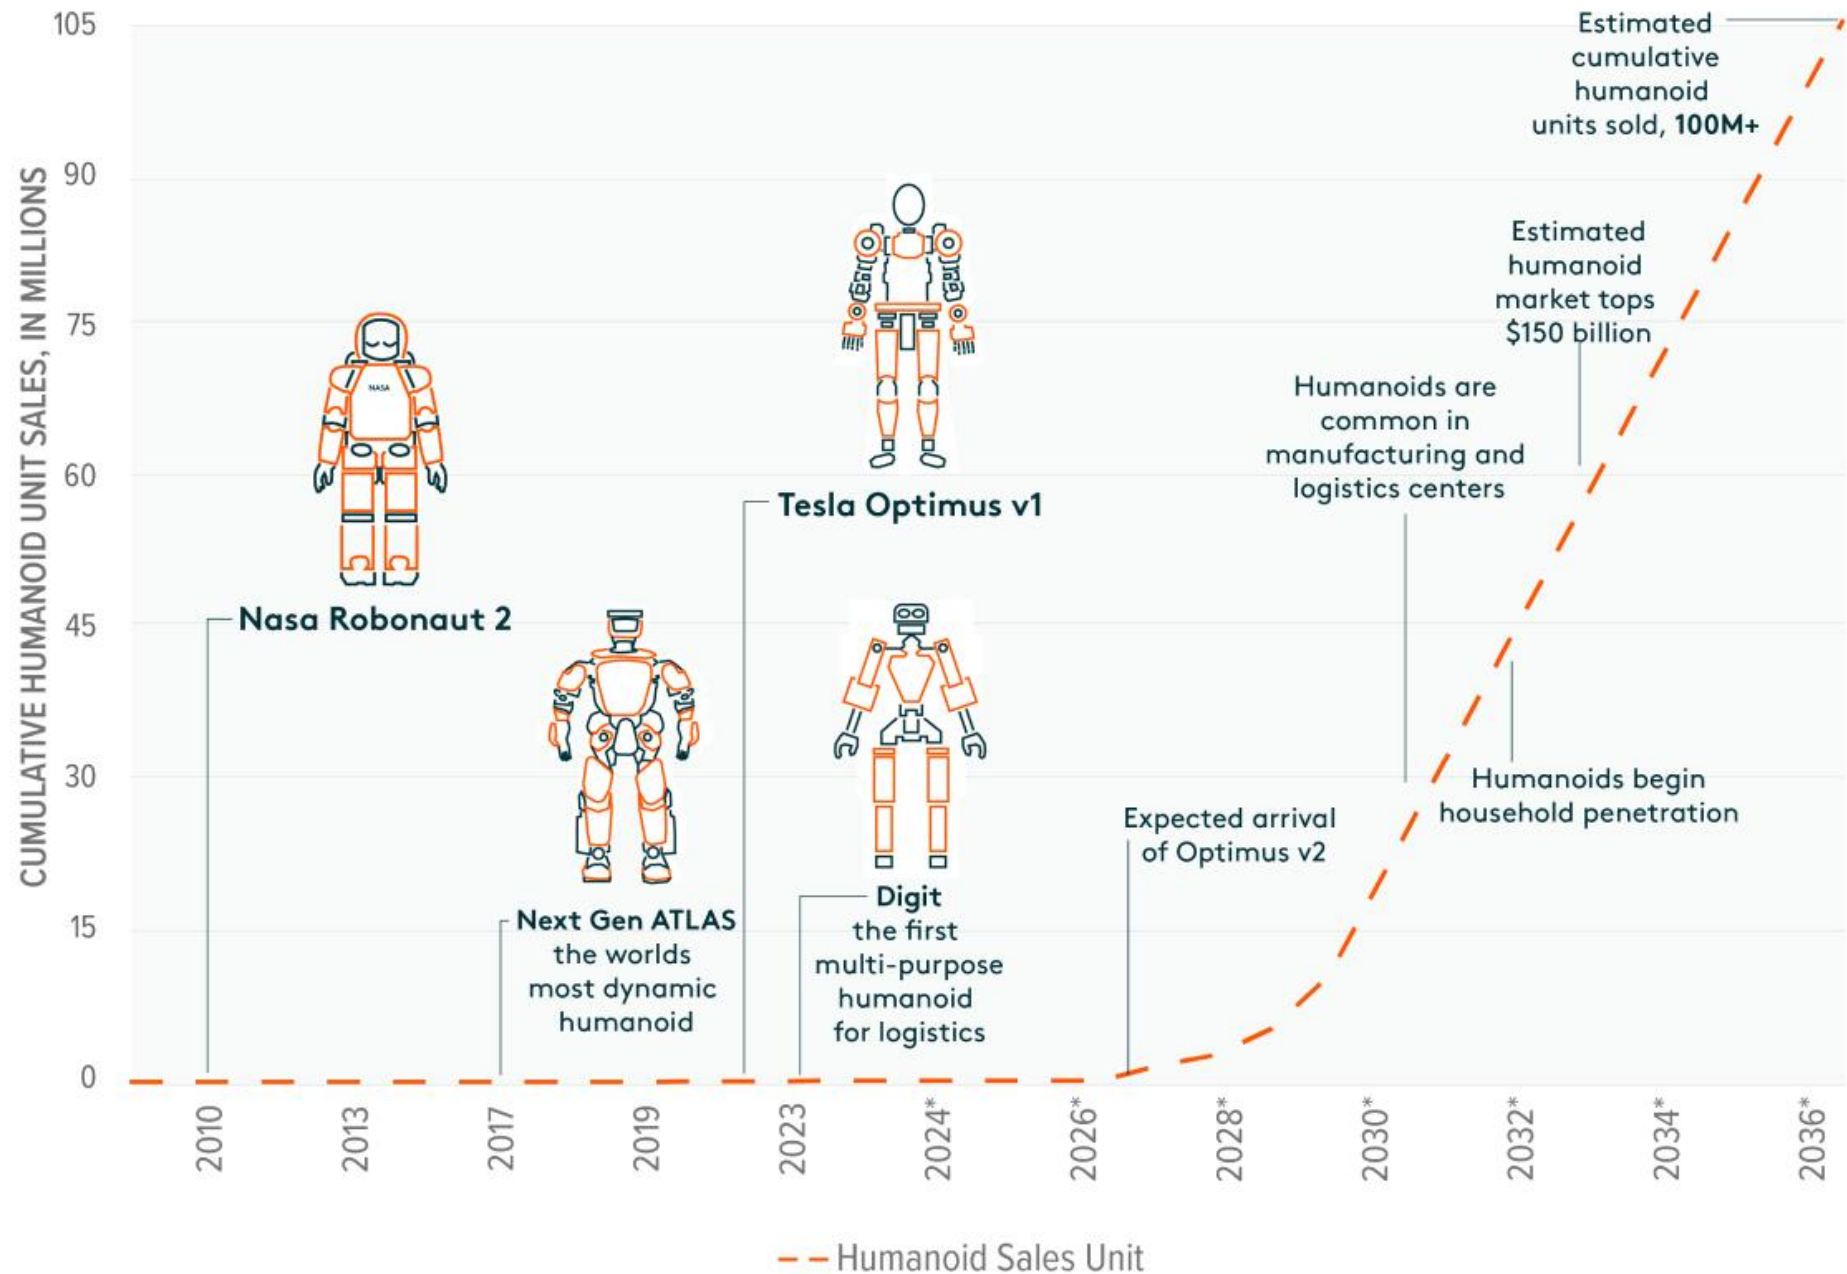 CUMULATIVE HUMANOID UNIT SALES, IN MILLIONS
105
90
75
60
45
30
15
0
NASA
Nasa Robonaut 2
Next Gen ATLAS
the worlds
most dynamic
humanoid
Tesla Optimus v1
Digit
the first
multi-purpose
humanoid
for logistics
Expected arrival
of Optimus v2
Humanoids are
common in
manufacturing and
logistics centers
Humanoids begin
household penetration
Estimated
humanoid
market tops
$150 billion
Estimated
cumulative
humanoid
units sold, 100M+
2010
2013
2017
2019
2023
2024*
2026*
2028*
2030*
2032*
2034*
2036*
Humanoid Sales Unit